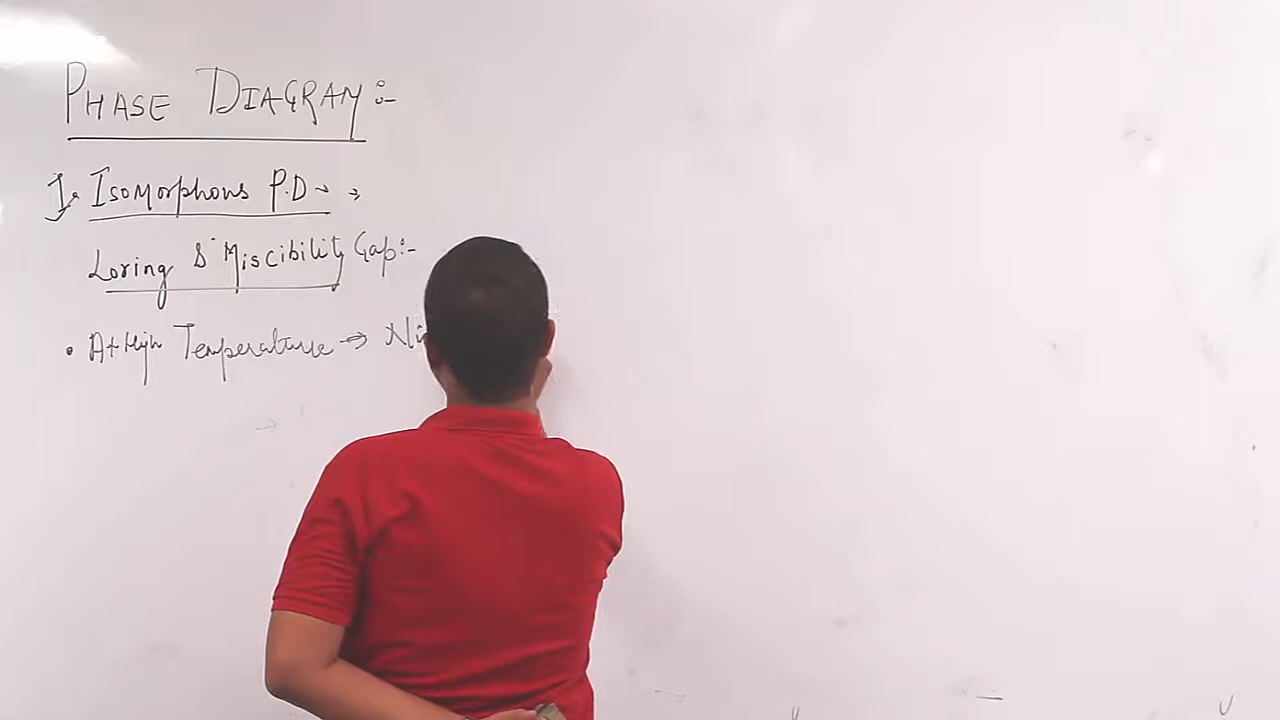 PHASE DIAGRAM :-
I. ISOMORPHOUS P.D →
Loring & Miscibility Gap:-
• At High Temperature →